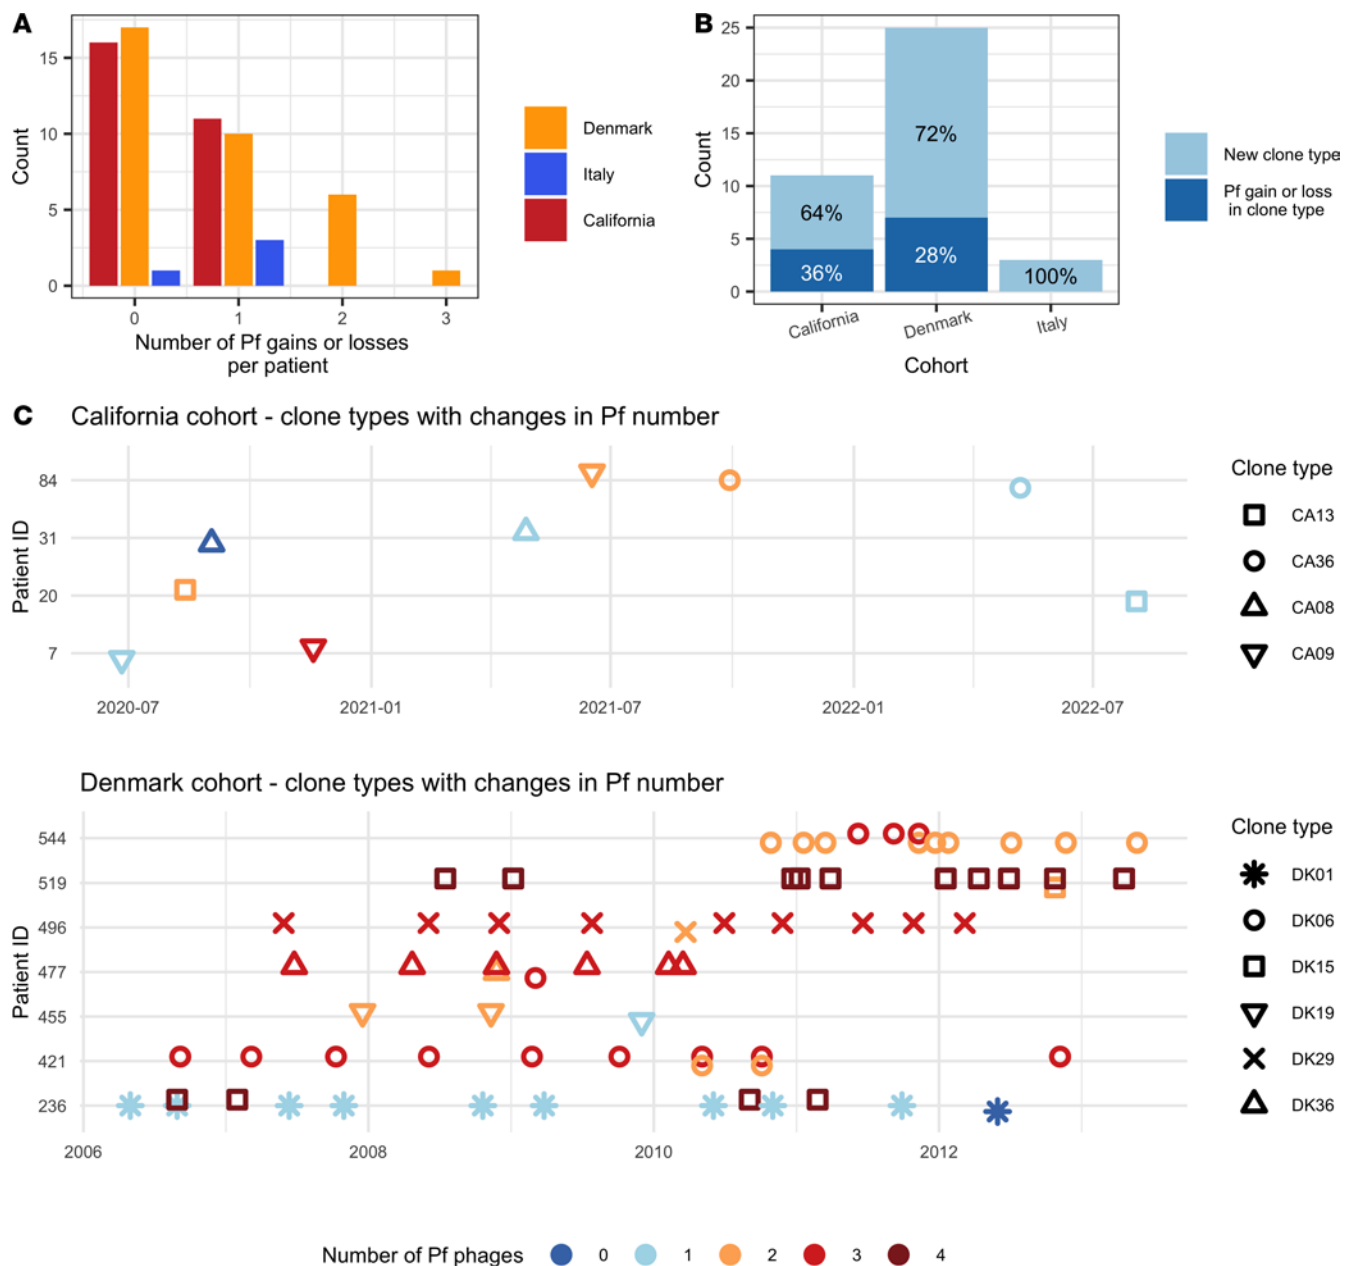 A
Count
15
10
5
0
0 1 2 3
Number of Pf gains or losses
per patient
Denmark
Italy
California
B
Count
25
20
15
10
5
0
64%
36%
72%
28%
100%
California Denmark Italy
Cohort
New clone type
Pf gain or loss
in clone type
C California cohort - clone types with changes in Pf number
Patient ID
84
31
20
7
2020-07 2021-01 2021-07 2022-01 2022-07
Clone type
CA13
CA36
CA08
CA09
Denmark cohort - clone types with changes in Pf number
Patient ID
544
519
496
477
455
421
236
2006 2008 2010 2012
Clone type
DK01
DK06
DK15
DK19
DK29
DK36
Number of Pf phages 0 1 2 3 4